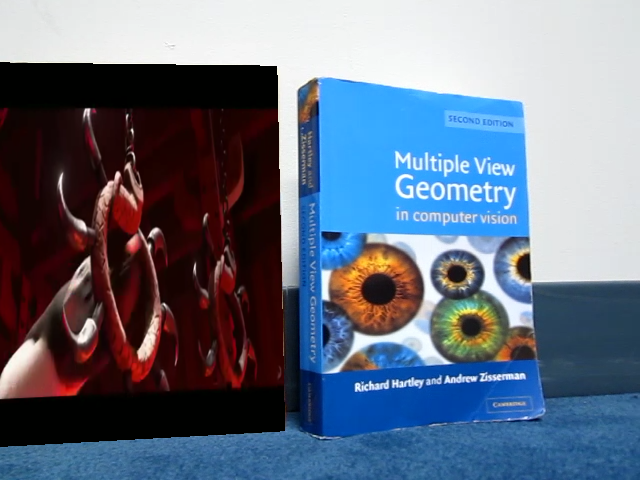 Hartley and
Zisserman
Multiple View Geometry
SECOND EDITION
Multiple View
Geometry
in computer vision
Richard Hartley and Andrew Zisserman
CAMBRIDGE